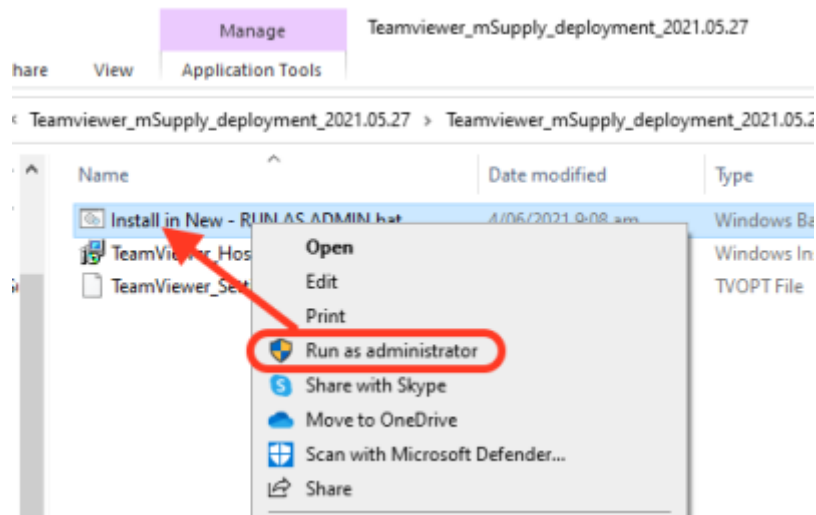 Manage
Teamviewer_mSupply_deployment_2021.05.27
hare View Application Tools
Teamviewer_mSupply_deployment_2021.05.27 > Teamviewer_mSupply_deployment_2021.05.2
Name Date modified Type
Install in New - RUN AS ADMIN.bat 4/06/2021 9:08 am Windows Ba
TeamViewer_Hos Windows In
TeamViewer_Sett TVOPT File
Open
Edit
Print
Run as administrator
Share with Skype
Move to OneDrive
Scan with Microsoft Defender...
Share